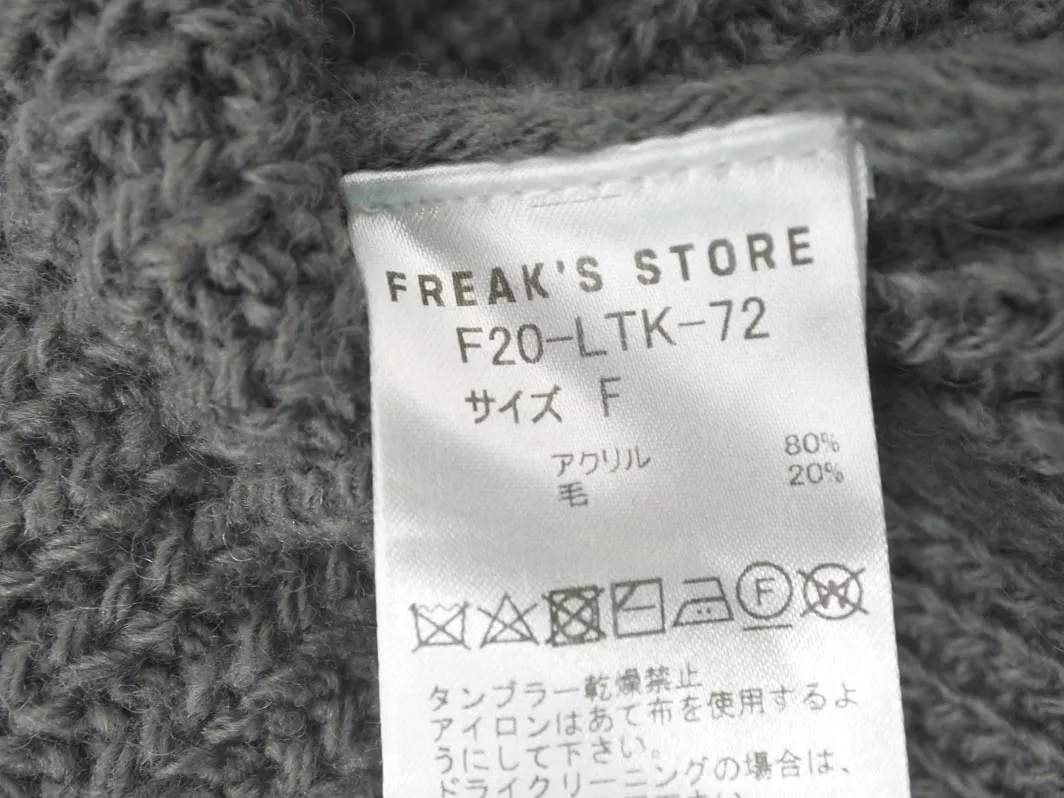 FREAK'S STORE
F20-LTK-72
サイズ F
アクリル 80%
毛 20%
F W
タンブラー乾燥禁止
アイロンはあて布を使用するよ
うにして下さい。
ドライクリーニングの場合は、